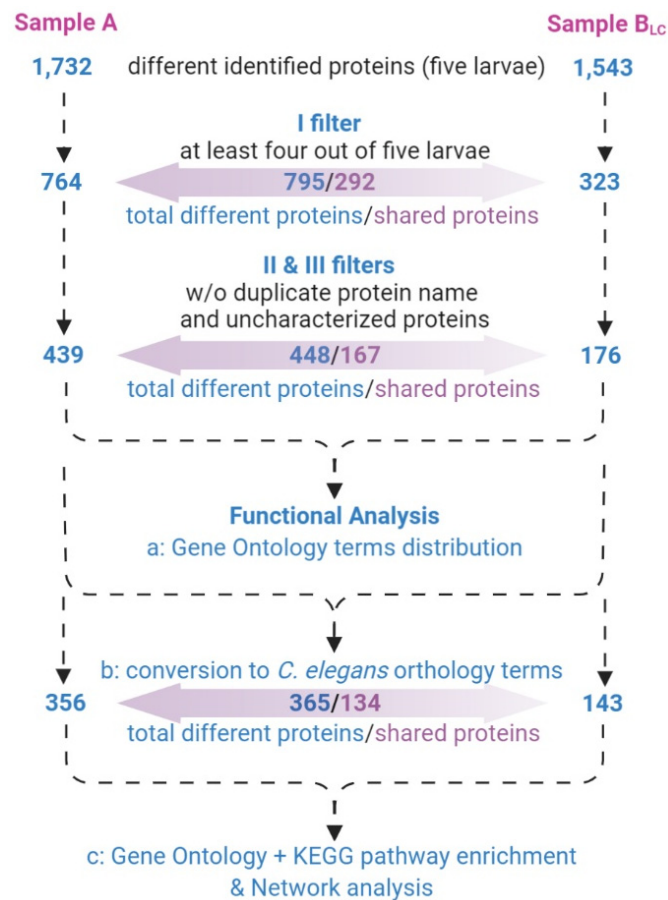 Sample A
Sample BLC
1,732 different identified proteins (five larvae) 1,543
I filter
at least four out of five larvae
764 795/292 323
total different proteins/shared proteins
II & III filters
w/o duplicate protein name
and uncharacterized proteins
439 448/167 176
total different proteins/shared proteins
Functional Analysis
a: Gene Ontology terms distribution
b: conversion to C. elegans orthology terms
356 365/134 143
total different proteins/shared proteins
c: Gene Ontology + KEGG pathway enrichment
& Network analysis